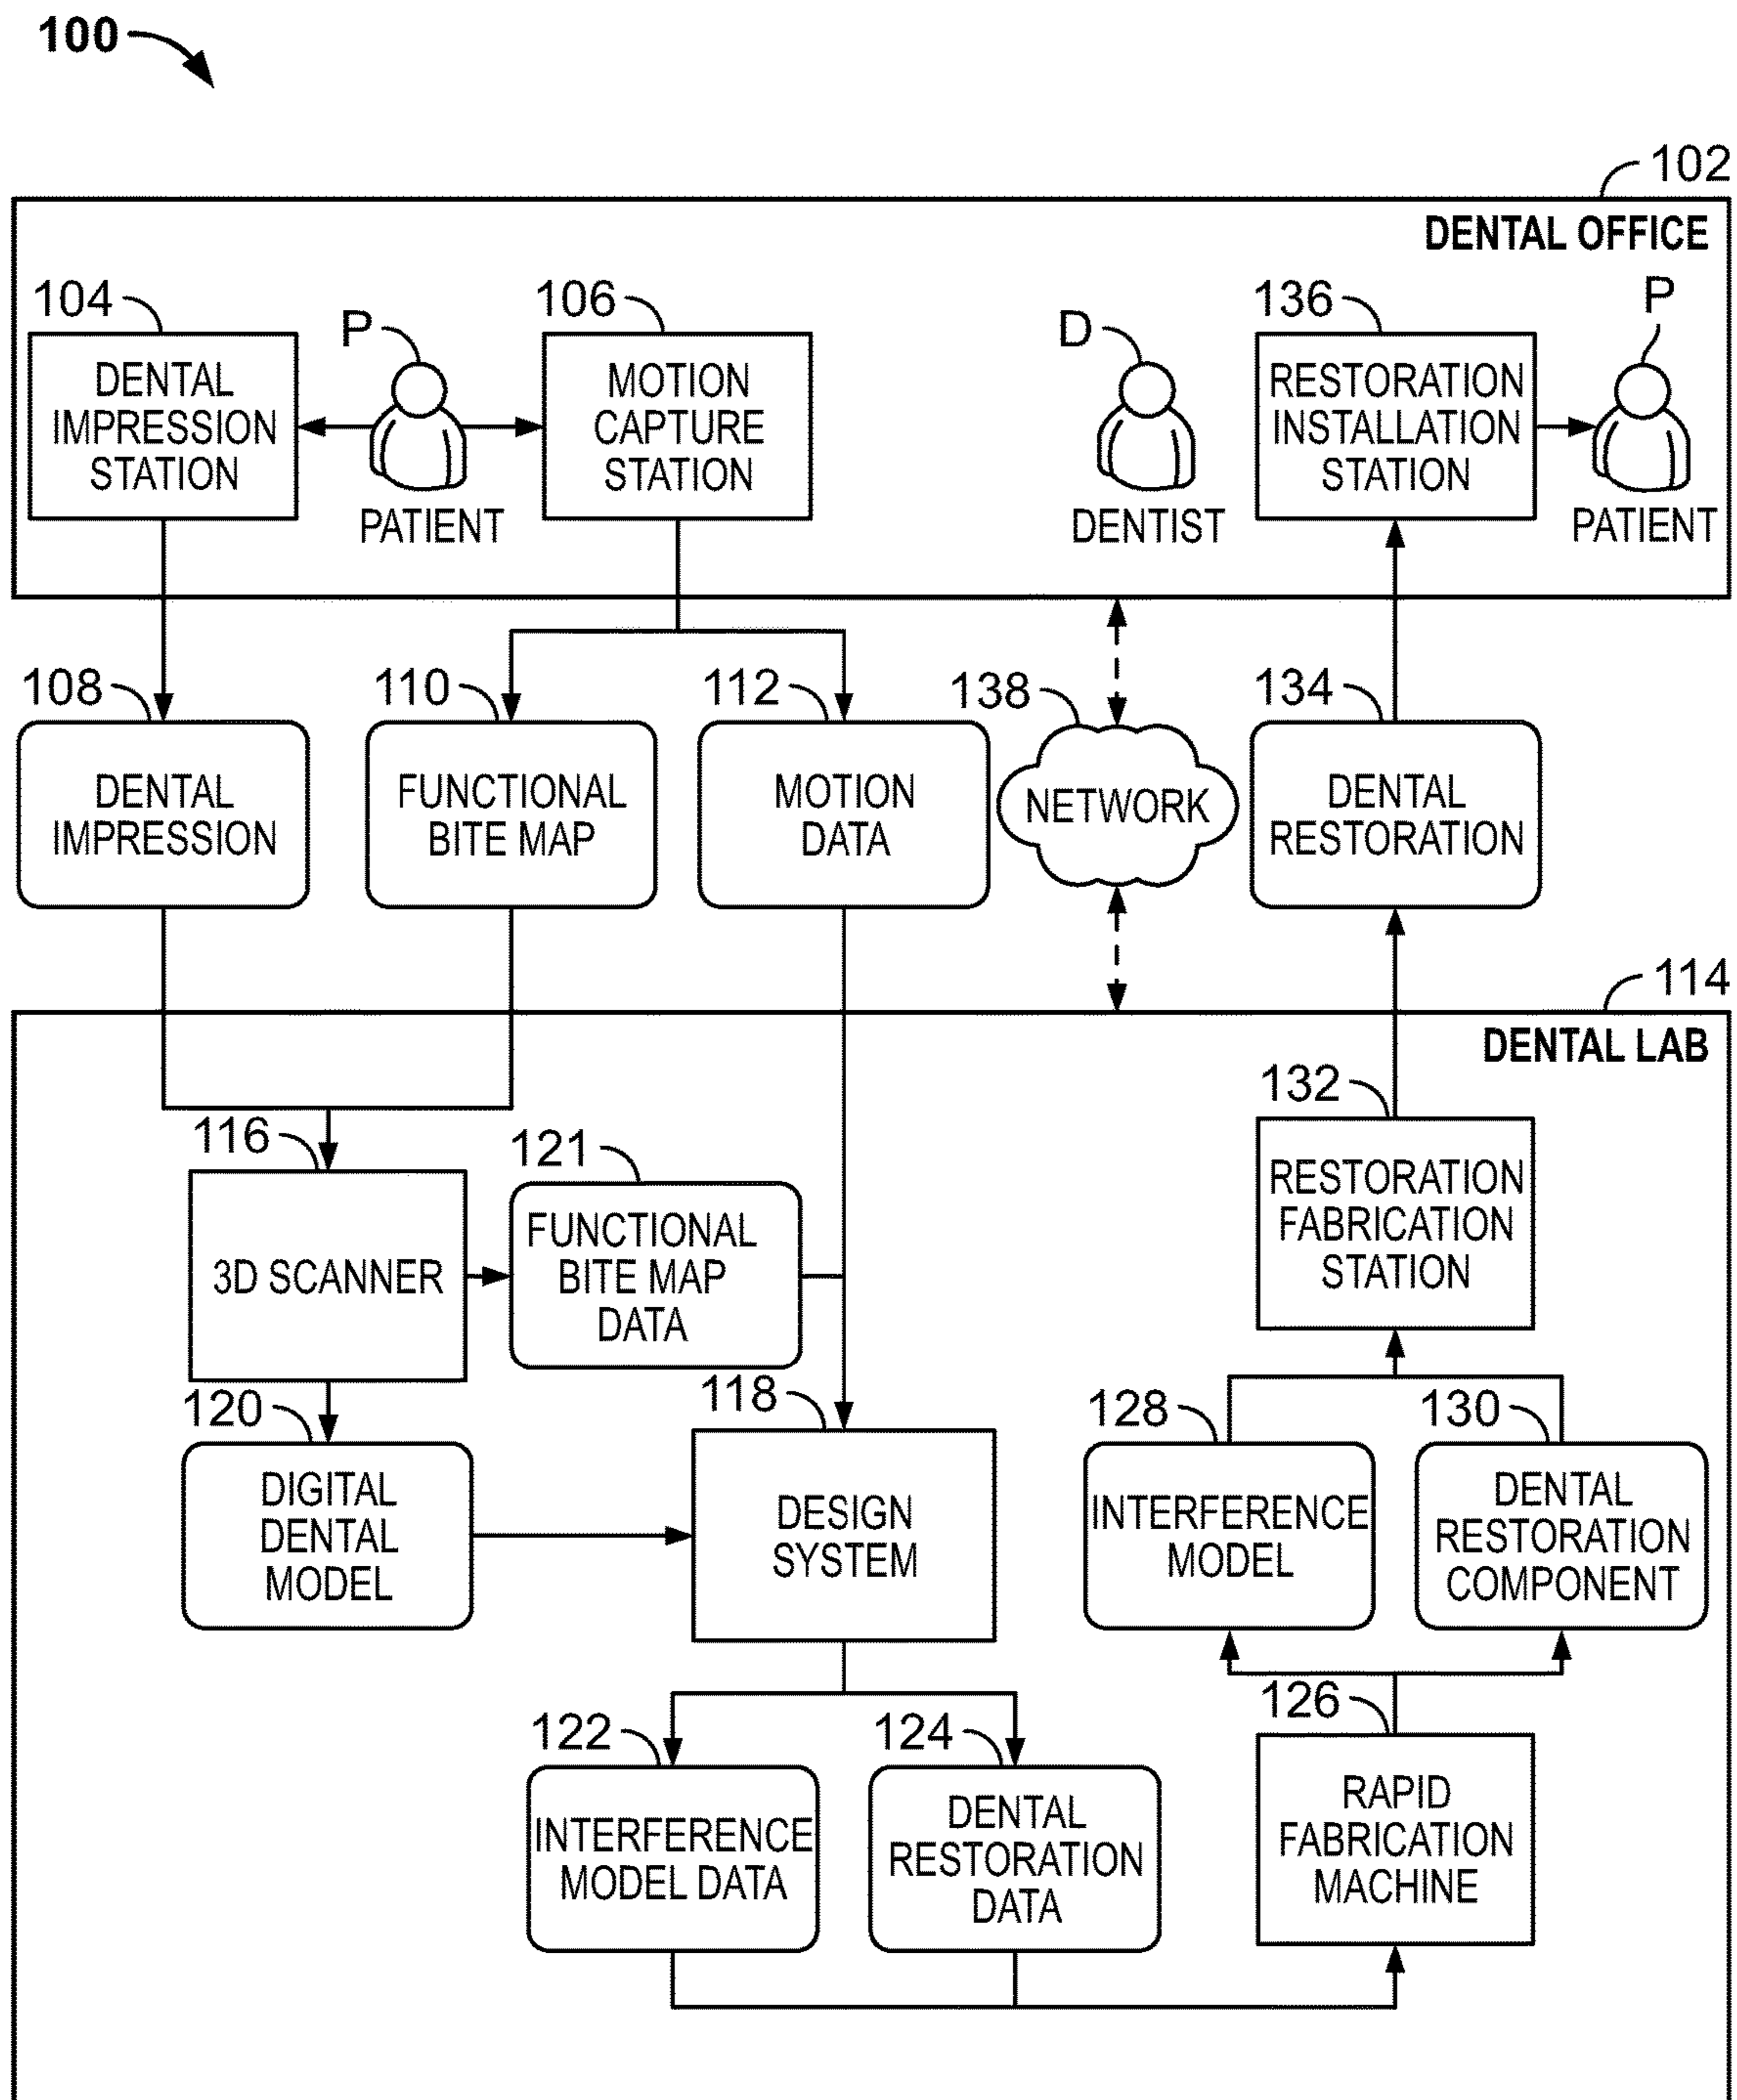 100
102
DENTAL OFFICE
104
P
106
D
136
P
DENTAL
IMPRESSION
STATION
MOTION
CAPTURE
STATION
RESTORATION
INSTALLATION
STATION
PATIENT
DENTIST
PATIENT
108
110
112
138
134
DENTAL
IMPRESSION
FUNCTIONAL
BITE MAP
MOTION
DATA
NETWORK
DENTAL
RESTORATION
114
DENTAL LAB
116
121
132
3D SCANNER
FUNCTIONAL
BITE MAP
DATA
RESTORATION
FABRICATION
STATION
120
118
128
130
DIGITAL
DENTAL
MODEL
DESIGN
SYSTEM
INTERFERENCE
MODEL
DENTAL
RESTORATION
COMPONENT
122
124
126
INTERFERENCE
MODEL DATA
DENTAL
RESTORATION
DATA
RAPID
FABRICATION
MACHINE